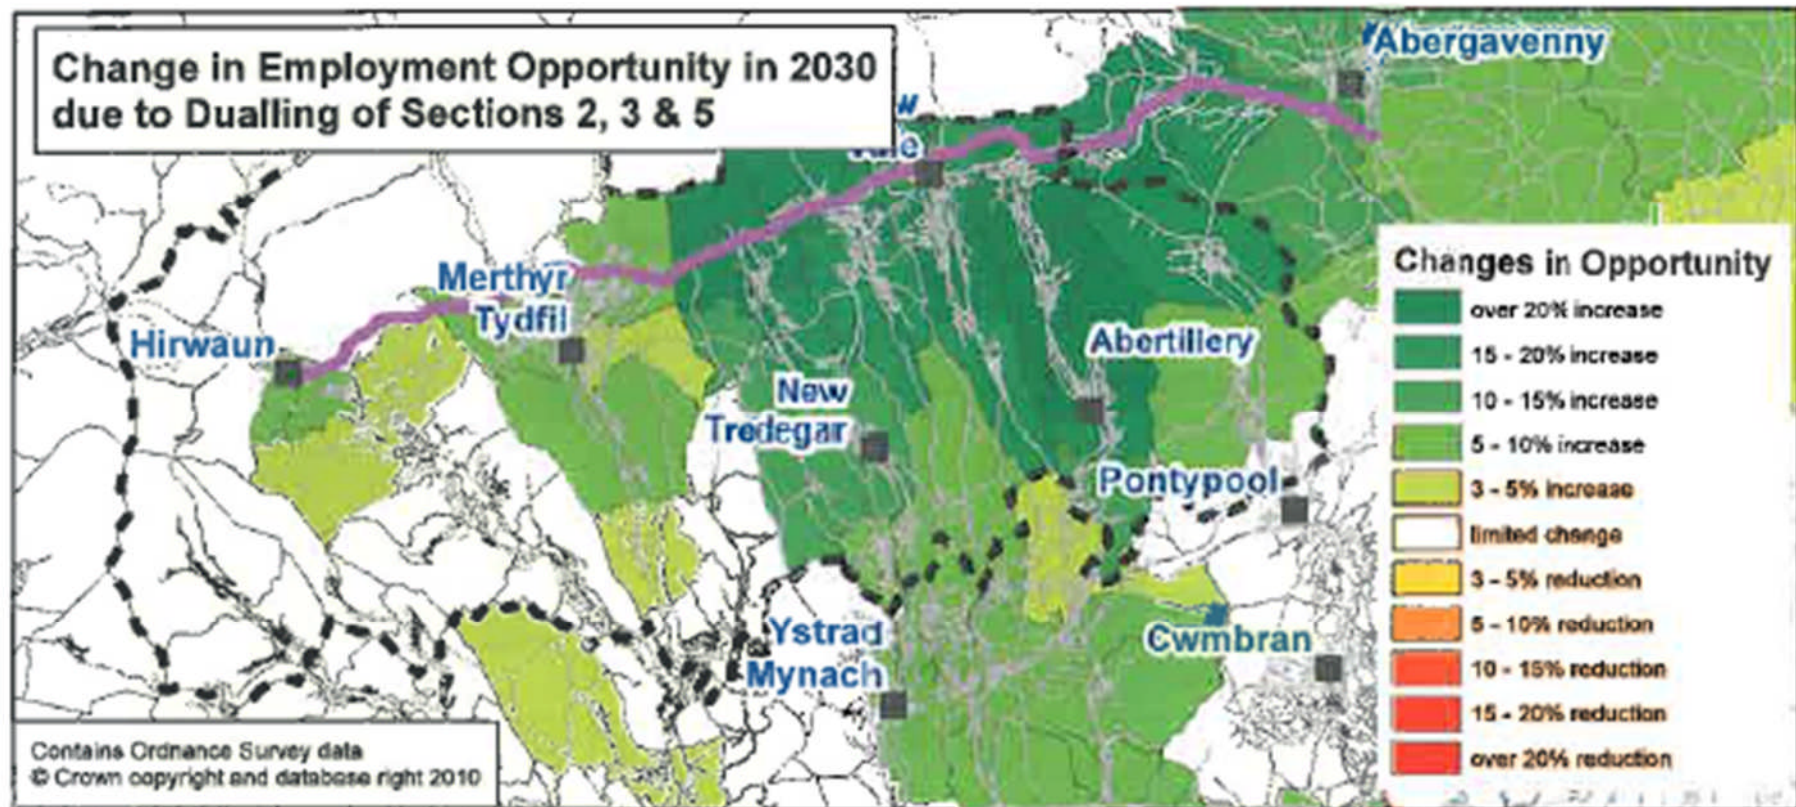 Change in Employment Opportunity in 2030
due to Dualling of Sections 2, 3 & 5
Abergavenny
Merthyr
Tydfil
Hirwaun
Abertillery
New
Tredegar
Pontypool
Ystrad
Mynach
Cwmbran
Changes in Opportunity
over 20% increase
15 - 20% increase
10 - 15% increase
5 - 10% increase
3 - 5% increase
limited change
3 - 5% reduction
5 - 10% reduction
10 - 15% reduction
15 - 20% reduction
over 20% reduction
Contains Ordnance Survey data
© Crown copyright and database right 2010